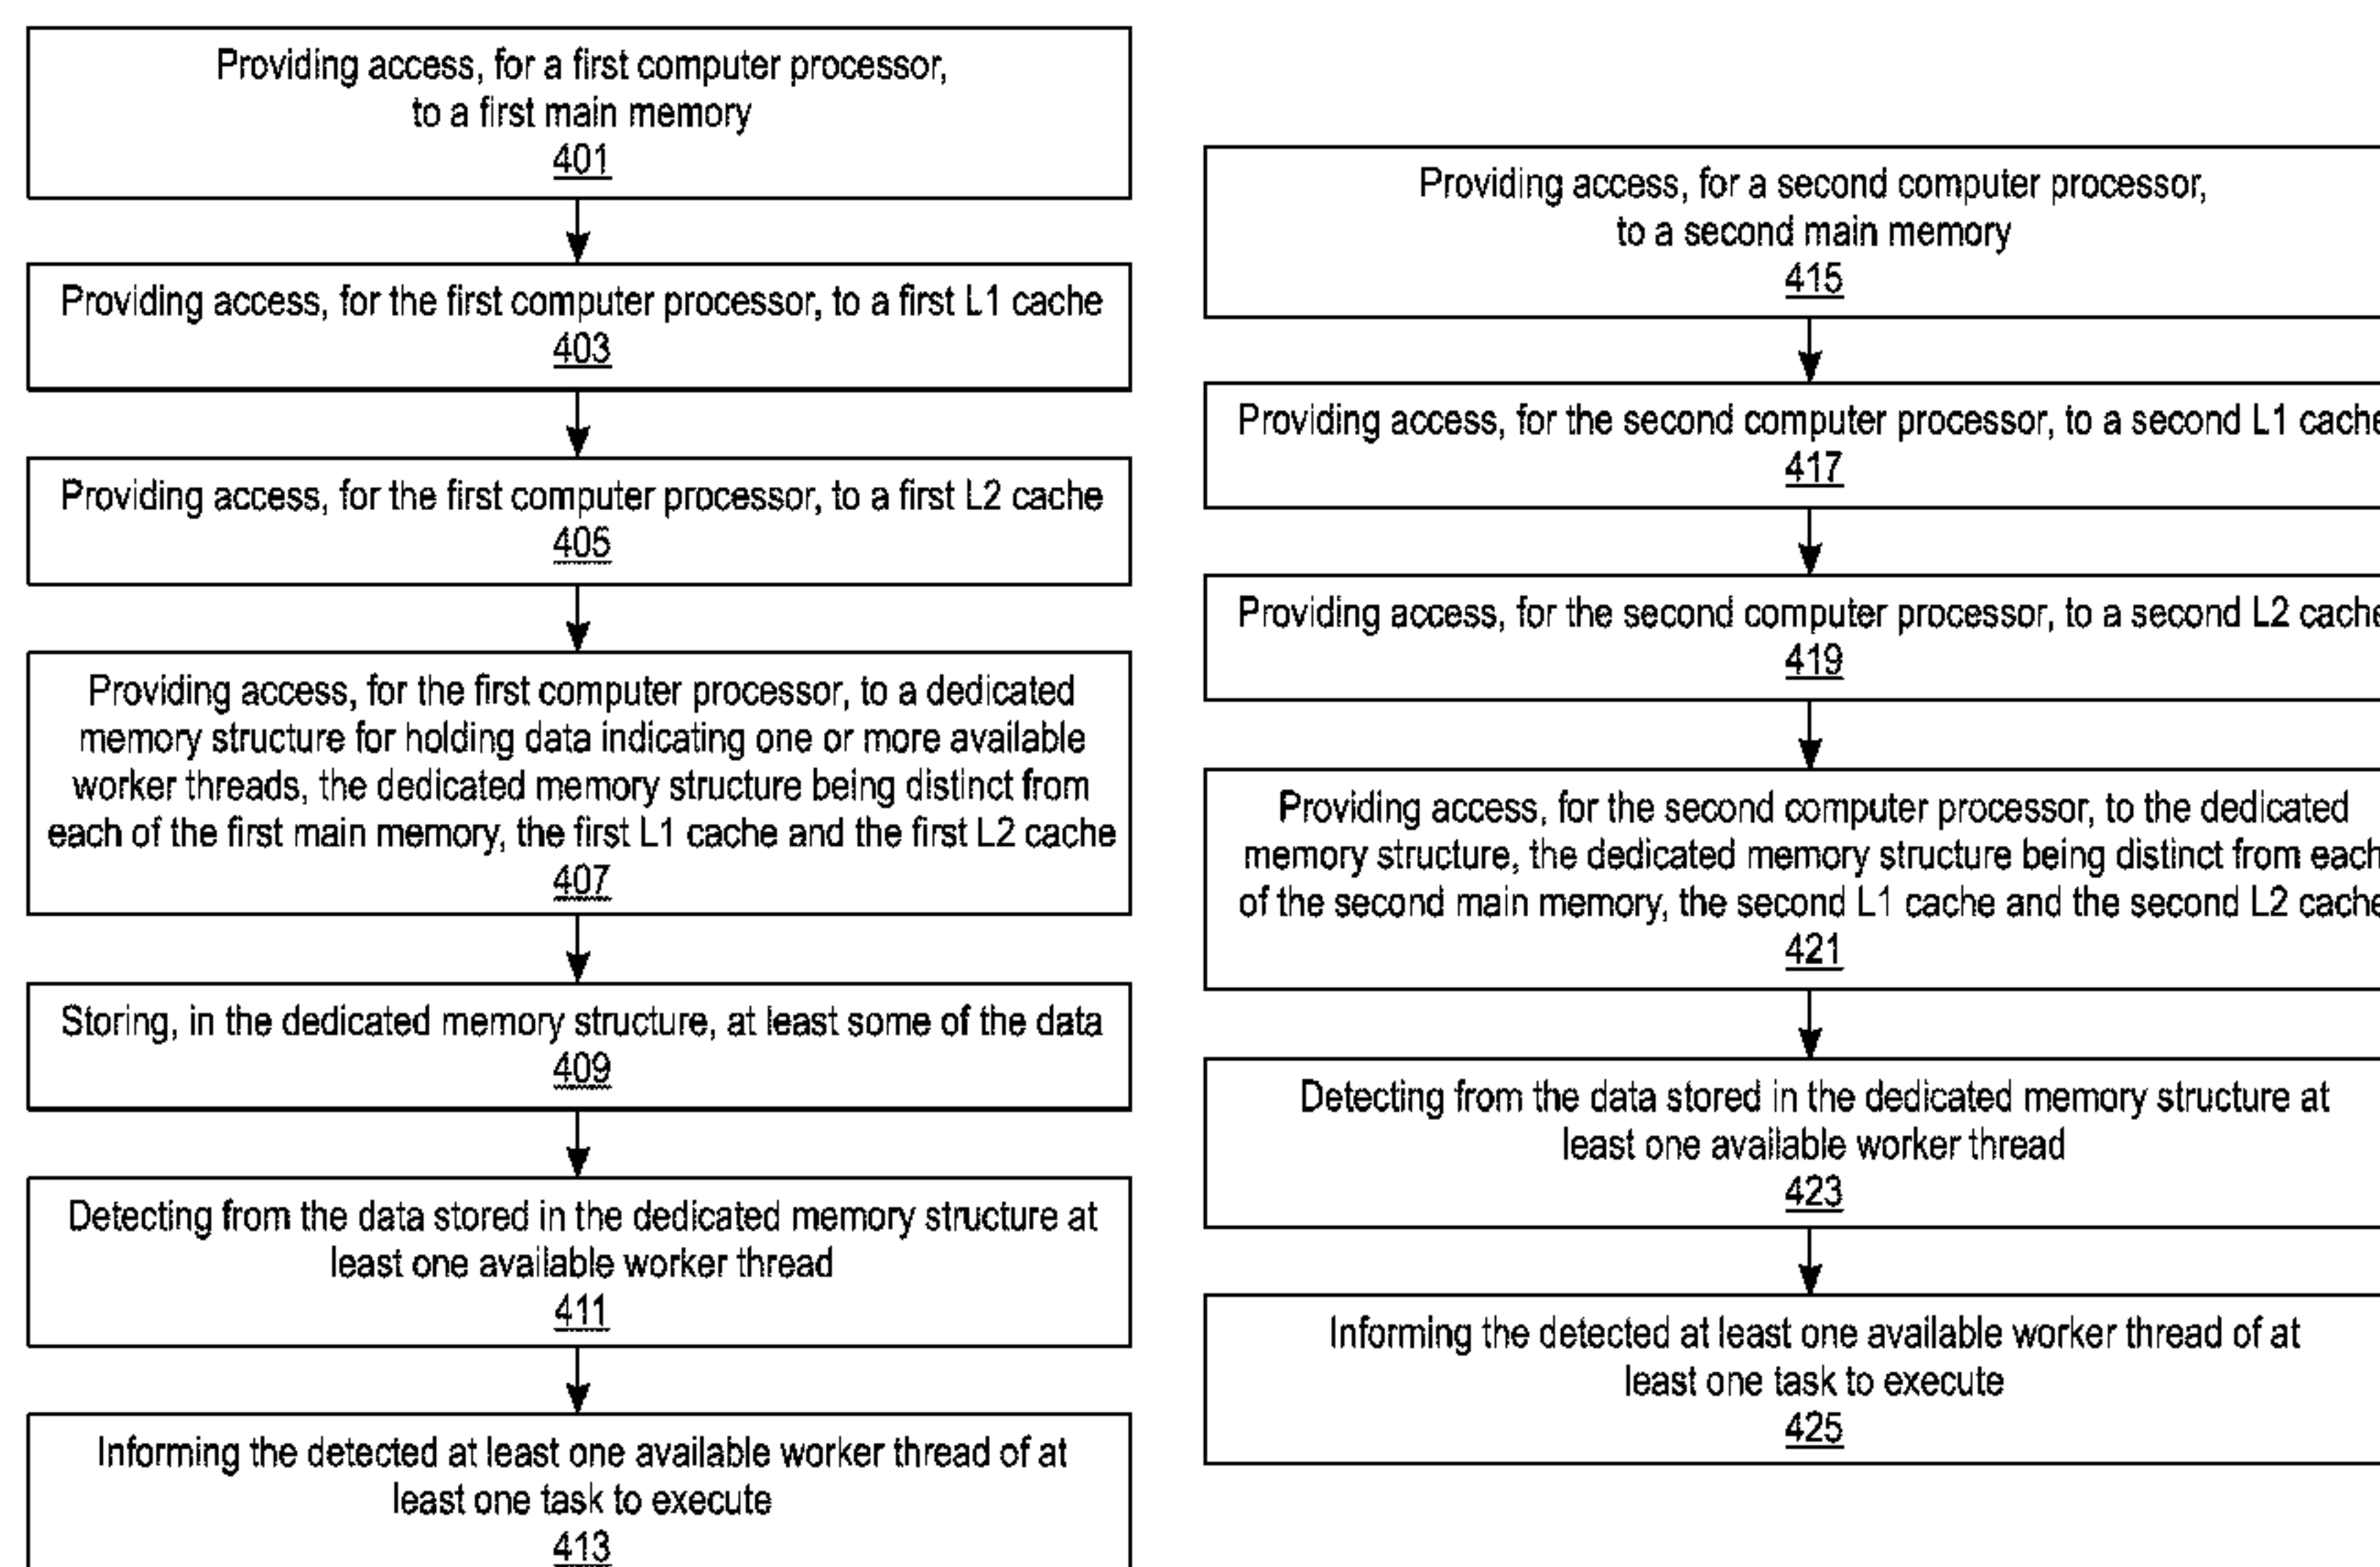 Providing access, for a first computer processor,
to a first main memory
401
Providing access, for the first computer processor, to a first L1 cache
403
Providing access, for the first computer processor, to a first L2 cache
405
Providing access, for the first computer processor, to a dedicated
memory structure for holding data indicating one or more available
worker threads, the dedicated memory structure being distinct from
each of the first main memory, the first L1 cache and the first L2 cache
407
Storing, in the dedicated memory structure, at least some of the data
409
Detecting from the data stored in the dedicated memory structure at
least one available worker thread
411
Informing the detected at least one available worker thread of at
least one task to execute
413
Providing access, for a second computer processor,
to a second main memory
415
Providing access, for the second computer processor, to a second L1 cache
417
Providing access, for the second computer processor, to a second L2 cache
419
Providing access, for the second computer processor, to the dedicated
memory structure, the dedicated memory structure being distinct from each
of the second main memory, the second L1 cache and the second L2 cache
421
Detecting from the data stored in the dedicated memory structure at
least one available worker thread
423
Informing the detected at least one available worker thread of at
least one task to execute
425